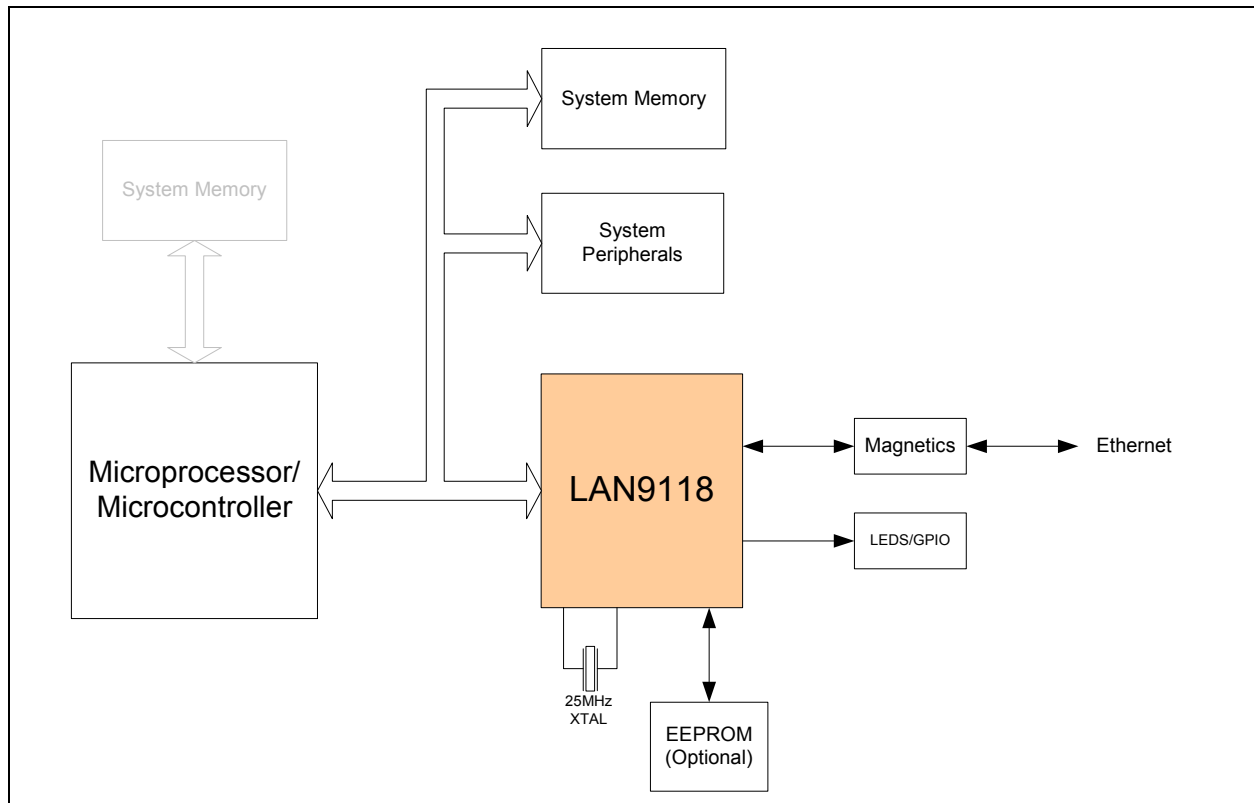 System Memory
System Memory
System
Peripherals
Microprocessor/
Microcontroller
LAN9118
Magnetics
Ethernet
LEDS/GPIO
25MHz
XTAL
EEPROM
(Optional)